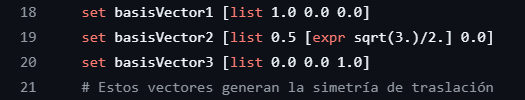 18 set basisVector1 [list 1.0 0.0 0.0]
19 set basisVector2 [list 0.5 [expr sqrt(3.)/2.] 0.0]
20 set basisVector3 [list 0.0 0.0 1.0]
21 # Estos vectores generan la simetría de traslación